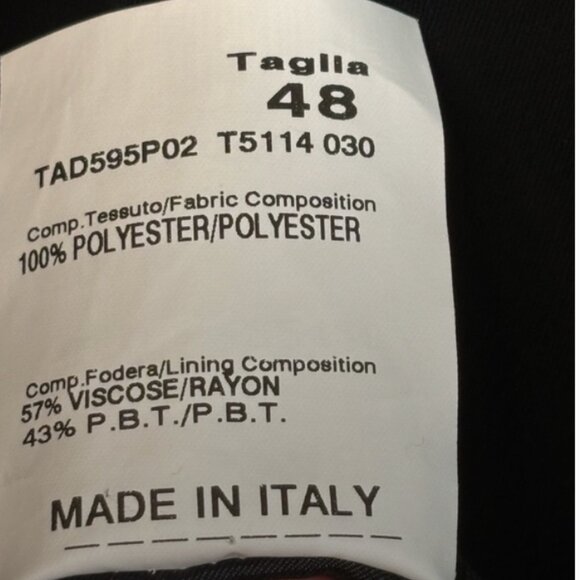 Taglia
48
TAD595P02 T5114 030
Comp.Tessuto/Fabric Composition
100% POLYESTER/POLYESTER
Comp.Fodera/Lining Composition
57% VISCOSE/RAYON
43% P.B.T./P.B.T.
MADE IN ITALY